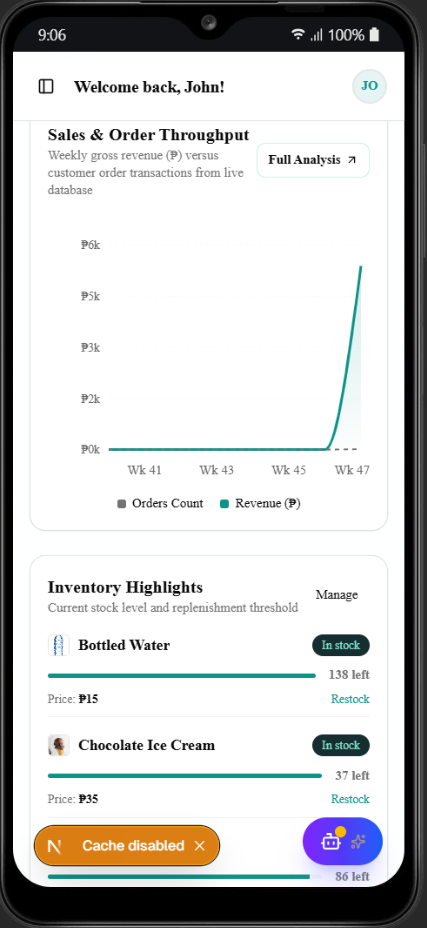 9:06
100%
Welcome back, John!
JO
Sales & Order Throughput
Weekly gross revenue (₱) versus
customer order transactions from live
database
Full Analysis
₱6k
₱5k
₱3k
₱2k
₱0k
Wk 41
Wk 43
Wk 45
Wk 47
Orders Count
Revenue (₱)
Inventory Highlights
Current stock level and replenishment threshold
Manage
Bottled Water
In stock
138 left
Price: ₱15
Restock
Chocolate Ice Cream
In stock
37 left
Price: ₱35
Restock
N
Cache disabled
86 left